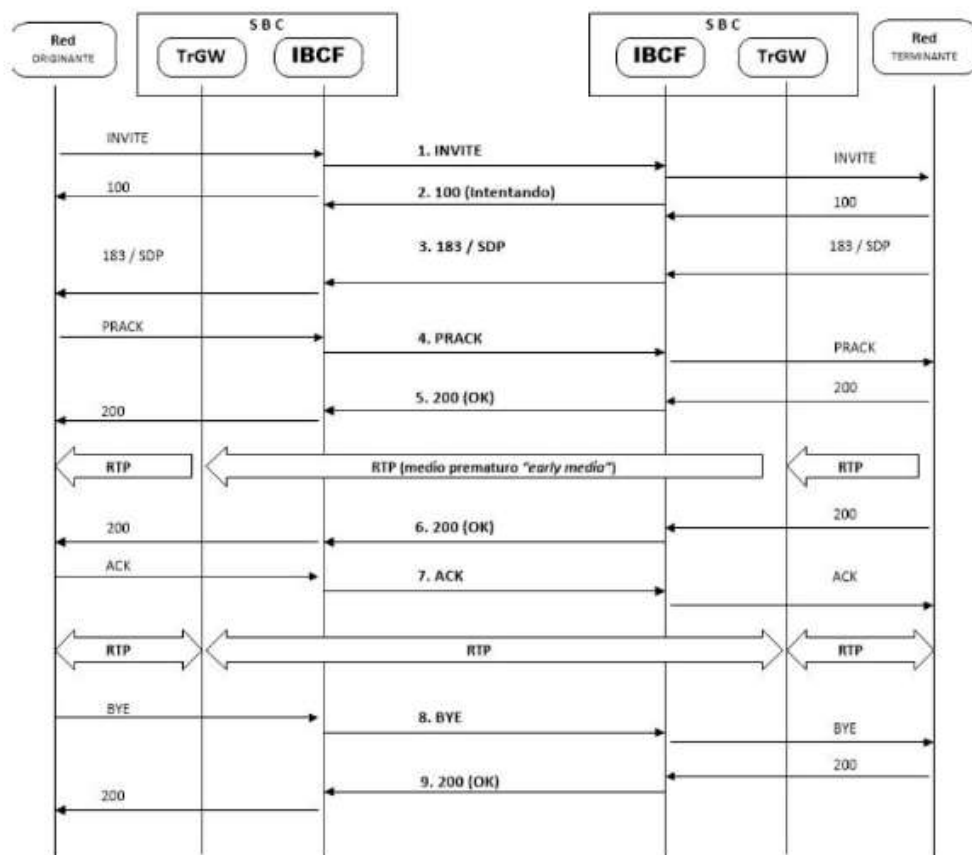 S B C
S B C
Red
ORIGINANTE
TrGW
IBCF
IBCF
TrGW
Red
TERMINANTE
INVITE
1. INVITE
INVITE
100
2. 100 (Intentando)
100
183 / SDP
3. 183 / SDP
183 / SDP
PRACK
4. PRACK
PRACK
200
5. 200 (OK)
200
RTP
RTP (medio prematuro "early media")
RTP
200
6. 200 (OK)
200
ACK
7. ACK
ACK
RTP
RTP
RTP
BYE
8. BYE
BYE
200
9. 200 (OK)
200